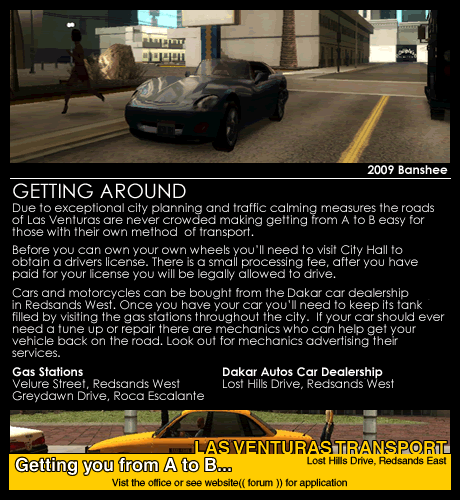 2009 Banshee
GETTING AROUND
Due to exceptional city planning and traffic calming measures the roads
of Las Venturas are never crowded making getting from A to B easy for
those with their own method of transport.
Before you can own your own wheels you'll need to visit City Hall to
obtain a drivers license. There is a small processing fee, after you have
paid for your license you will be legally allowed to drive.
Cars and motorcycles can be bought from the Dakar car dealership
in Redsands West. Once you have your car you'll need to keep its tank
filled by visiting the gas stations throughout the city. If your car should ever
need a tune up or repair there are mechanics who can help get your
vehicle back on the road. Look out for mechanics advertising their
services.
Gas Stations
Velure Street, Redsands West
Greydawn Drive, Roca Escalante
Dakar Autos Car Dealership
Lost Hills Drive, Redsands West
LAS VENTURAS TRANSPORT
Getting you from A to B...
Lost Hills Drive, Redsands East
Vist the office or see website(( forum )) for application